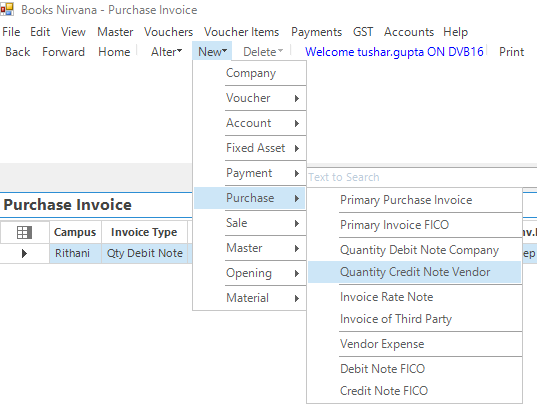 Books Nirvana - Purchase Invoice
File Edit View Master Vouchers Voucher Items Payments GST Accounts Help
Back Forward Home Alter New Delete Welcome tushar.gupta ON DVB16 Print
Company
Voucher
Account
Fixed Asset
Payment
Purchase
Sale
Master
Opening
Material
Text to Search
Primary Purchase Invoice
Primary Invoice FICO
Quantity Debit Note Company
Quantity Credit Note Vendor
Invoice Rate Note
Invoice of Third Party
Vendor Expense
Debit Note FICO
Credit Note FICO
Purchase Invoice
Campus Invoice Type
Rithani Qty Debit Note